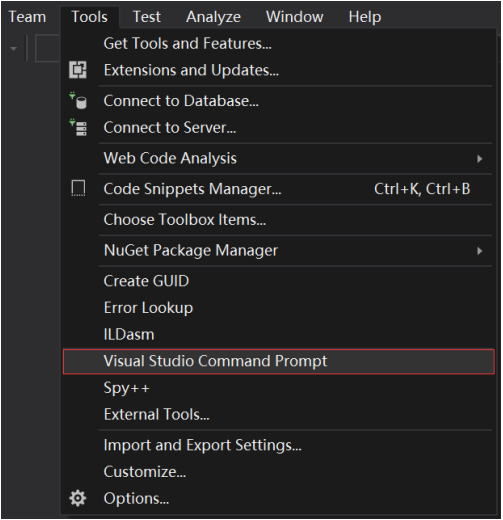 Team Tools Test Analyze Window Help
Get Tools and Features...
Extensions and Updates...
Connect to Database...
Connect to Server...
Web Code Analysis
Code Snippets Manager... Ctrl+K, Ctrl+B
Choose Toolbox Items...
NuGet Package Manager
Create GUID
Error Lookup
ILDasm
Visual Studio Command Prompt
Spy++
External Tools...
Import and Export Settings...
Customize...
Options...